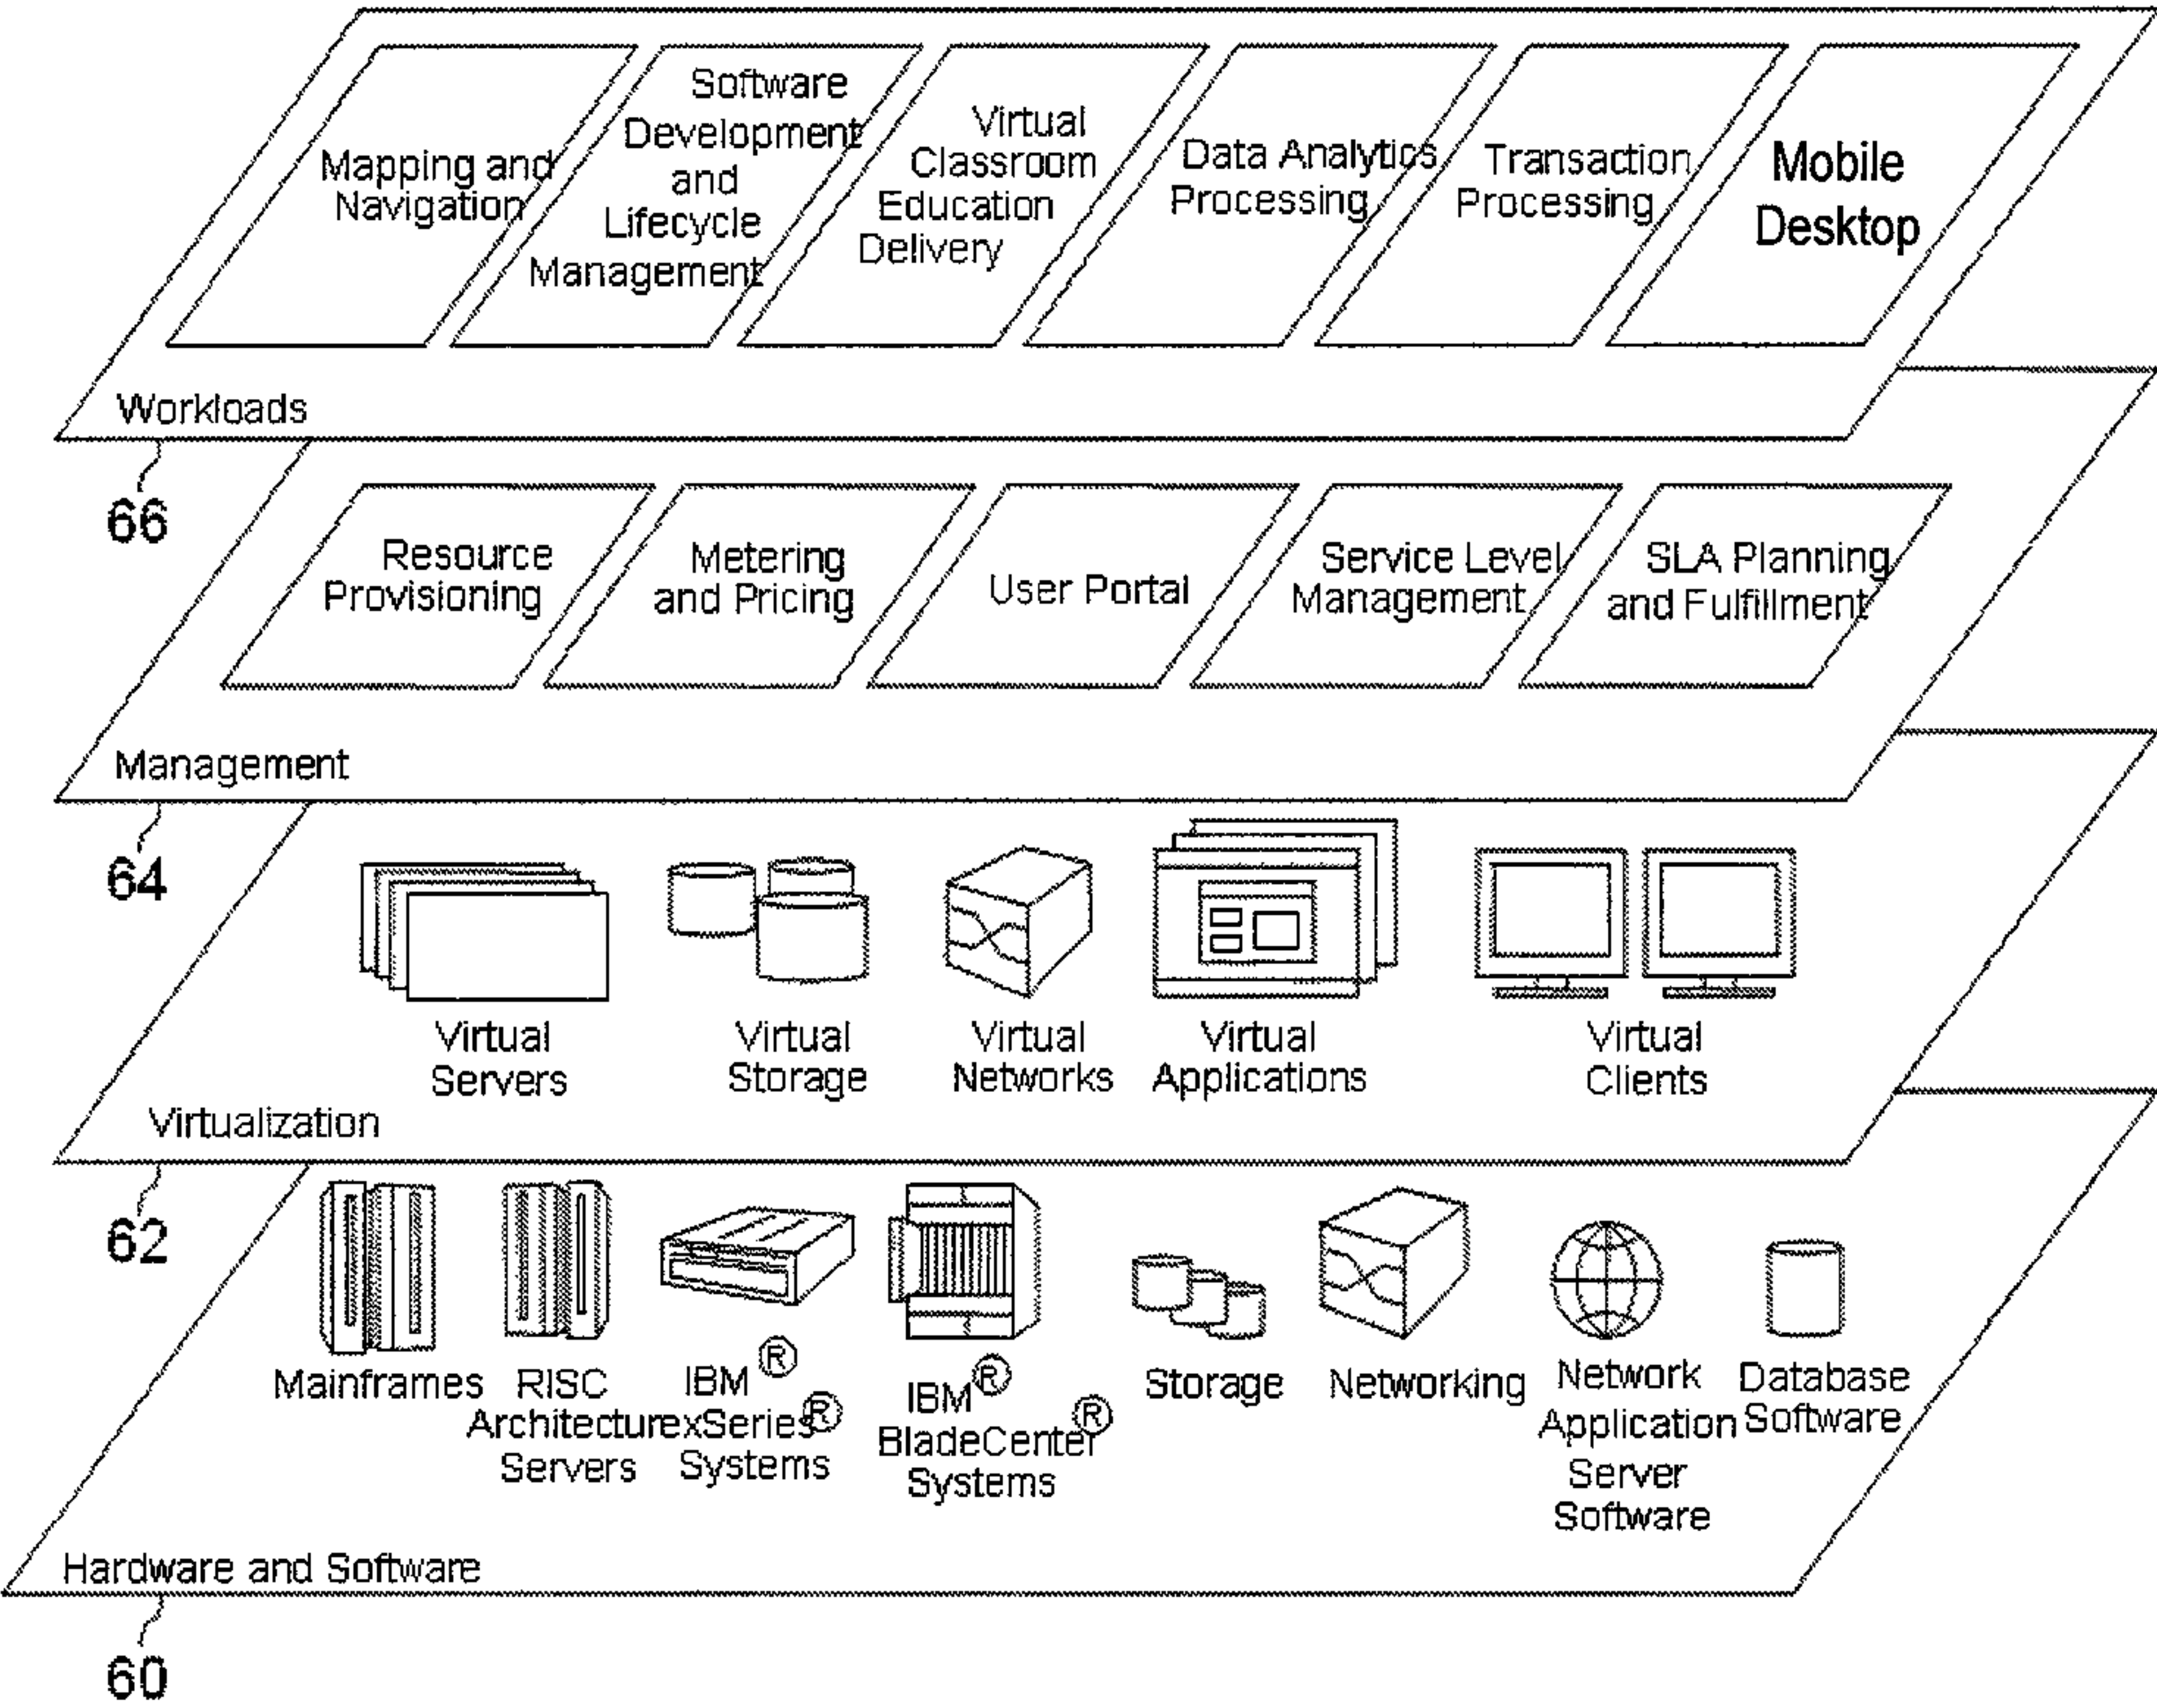 Mapping and
Navigation
Software
Development
and
Lifecycle
Management
Virtual
Classroom
Education
Delivery
Data Analytics
Processing
Transaction
Processing
Mobile
Desktop
Workloads
66
Resource
Provisioning
Metering
and Pricing
User Portal
Service Level
Management
SLA Planning
and Fulfillment
Management
64
Virtual
Servers
Virtual
Storage
Virtual
Networks
Virtual
Applications
Virtual
Clients
Virtualization
62
Mainframes
RISC
Architecture
Servers
IBM ®
xSeries ®
Systems
IBM ®
BladeCenter ®
Systems
Storage
Networking
Network
Application
Server
Software
Database
Software
Hardware and Software
60